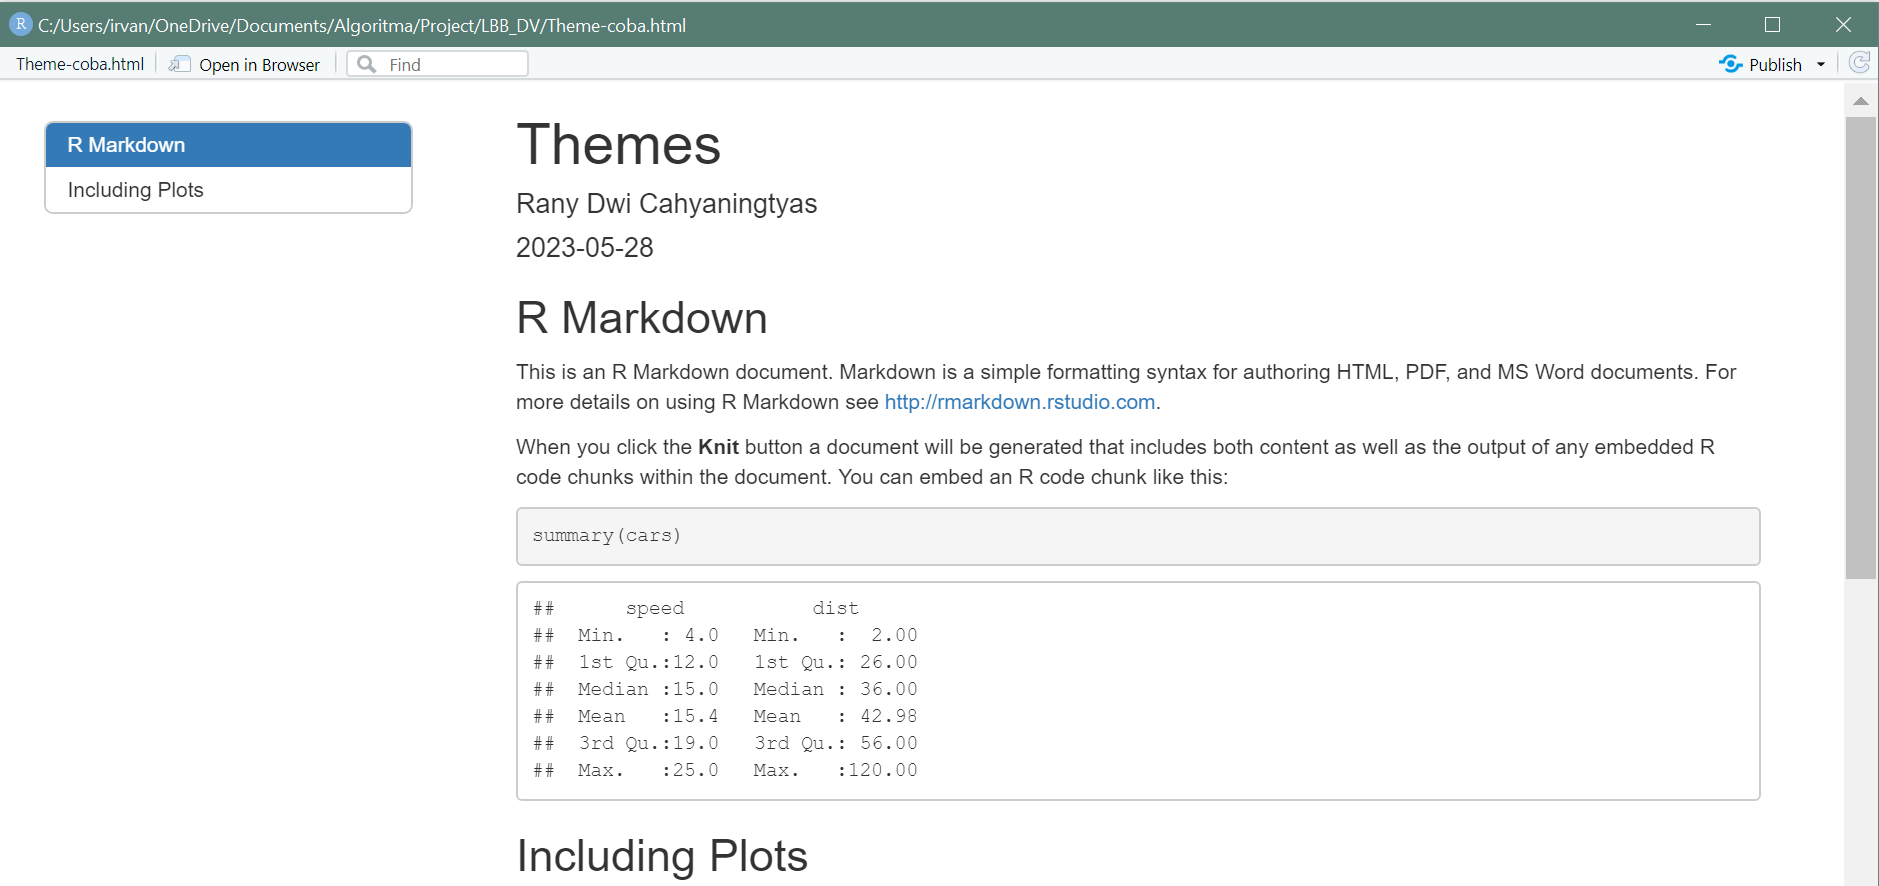 R C:/Users/irvan/OneDrive/Documents/Algoritma/Project/LBB_DV/Theme-coba.html
Theme-coba.html Open in Browser Find Publish
R Markdown
Including Plots
Themes
Rany Dwi Cahyaningtyas
2023-05-28
R Markdown
This is an R Markdown document. Markdown is a simple formatting syntax for authoring HTML, PDF, and MS Word documents. For
more details on using R Markdown see http://rmarkdown.rstudio.com.
When you click the Knit button a document will be generated that includes both content as well as the output of any embedded R
code chunks within the document. You can embed an R code chunk like this:
summary(cars)
##      speed           dist
##  Min.   : 4.0   Min.   :  2.00
##  1st Qu.:12.0   1st Qu.: 26.00
##  Median :15.0   Median : 36.00
##  Mean   :15.4   Mean   : 42.98
##  3rd Qu.:19.0   3rd Qu.: 56.00
##  Max.   :25.0   Max.   :120.00
Including Plots